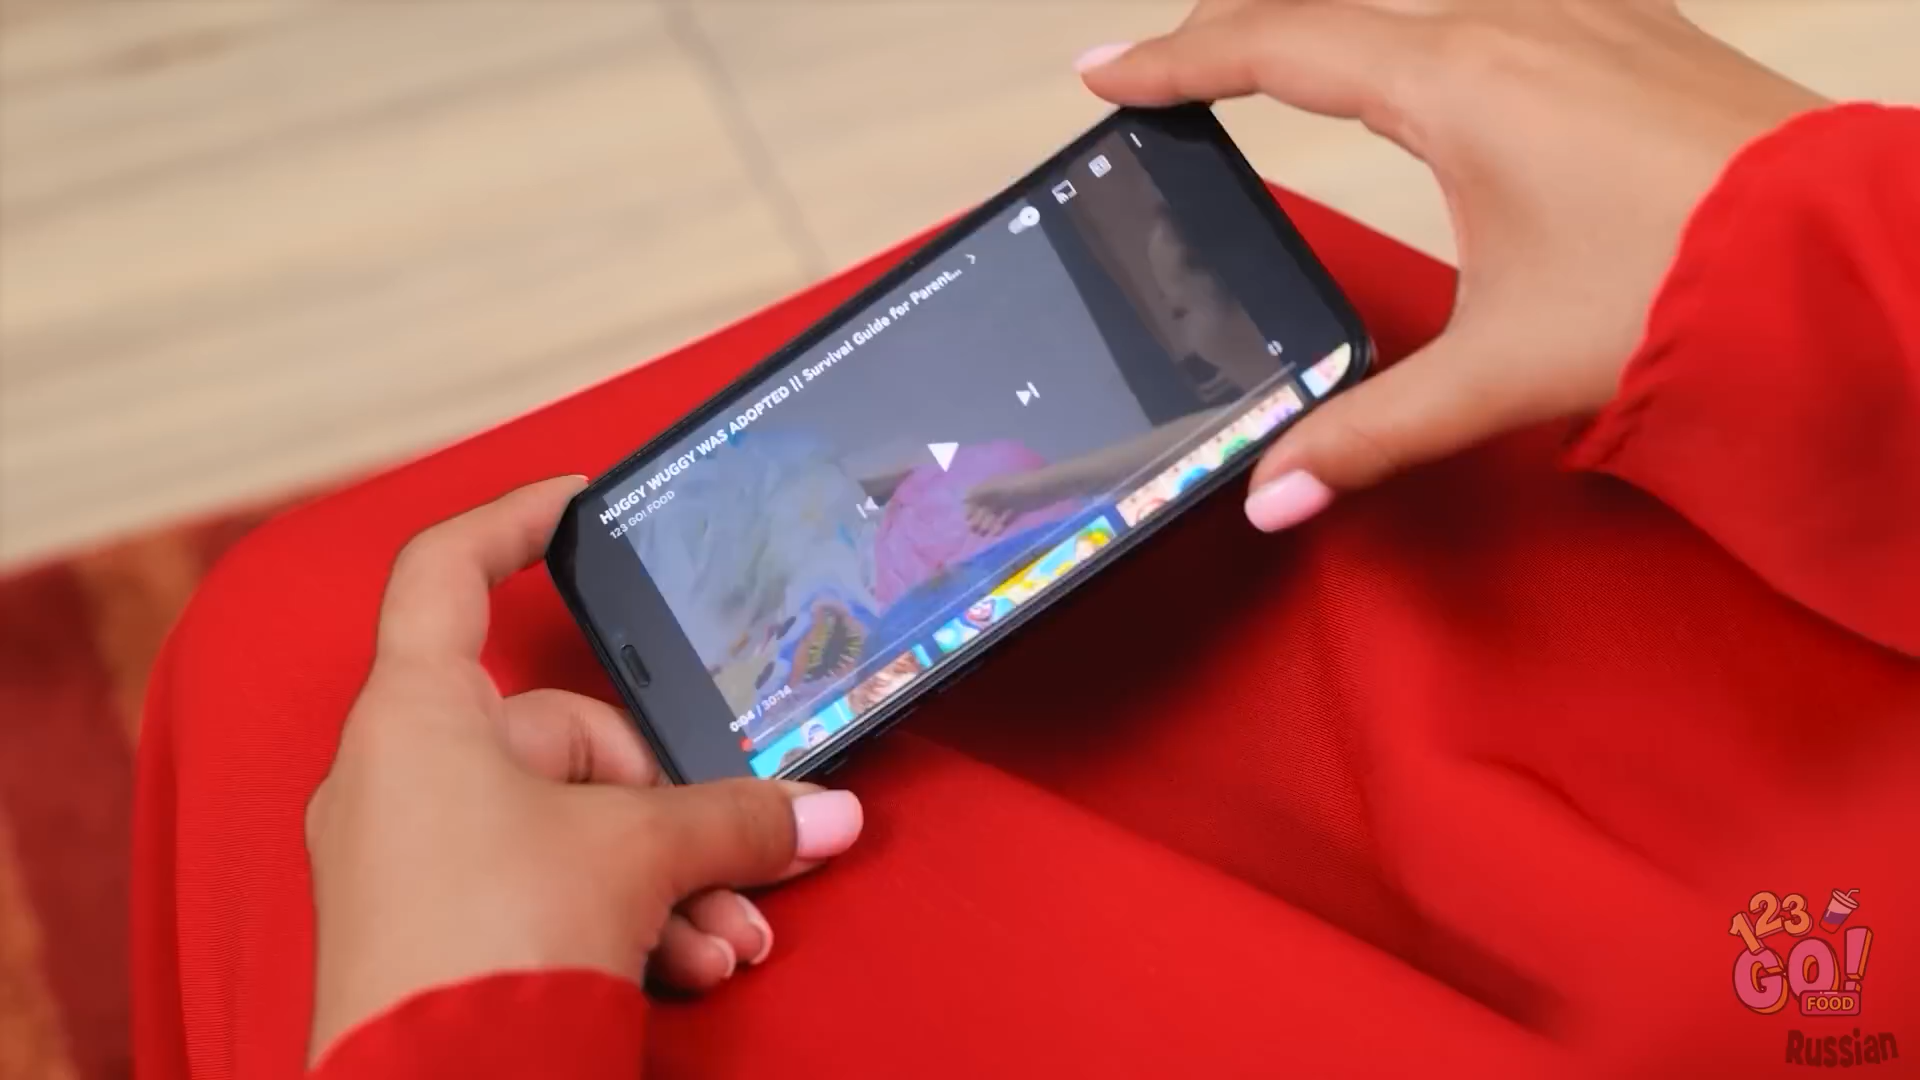 HUGGY WUGGY WAS ADOPTED || Survival Guide for Parent...
123 GO! FOOD
0:04 / 30:14
123
GO!
FOOD
Russian